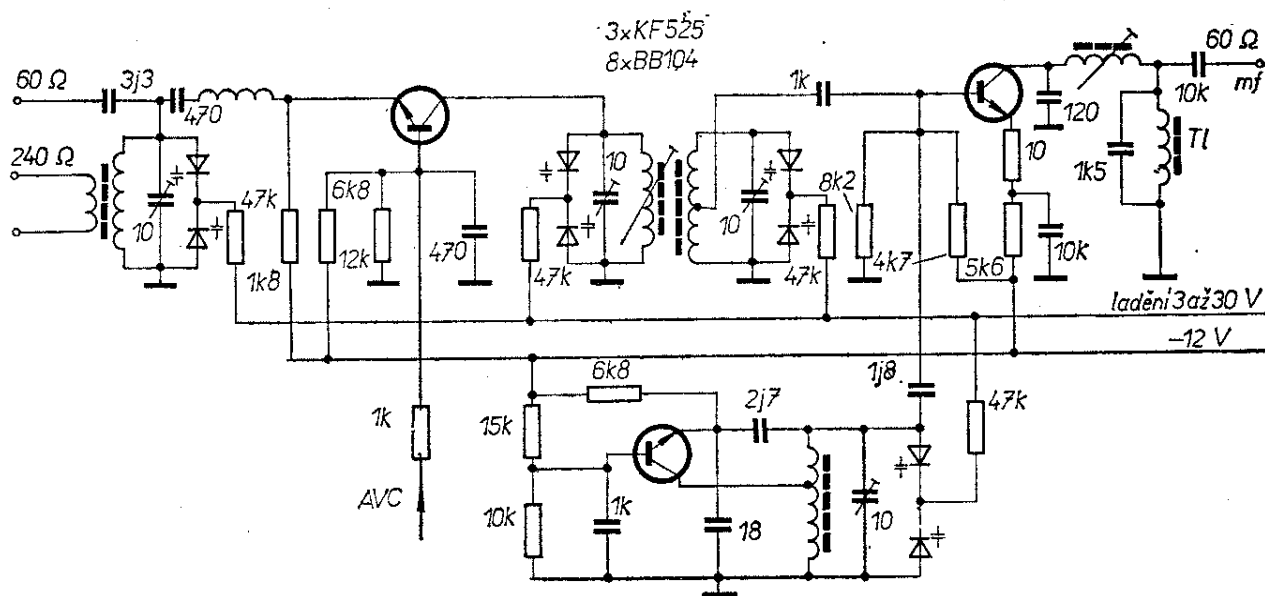 3xKF525
8xBB104
60 Ω
3j3
470
240 Ω
10
47k
1k8
6k8
12k
470
1k
AVC
10
47k
1k
10
47k
8k2
4k7
5k6
10
10k
120
60 Ω
10k
mf
1k5
Tl
ladění 3 až 30 V
−12 V
6k8
15k
10k
1k
2j7
18
10
1j8
47k